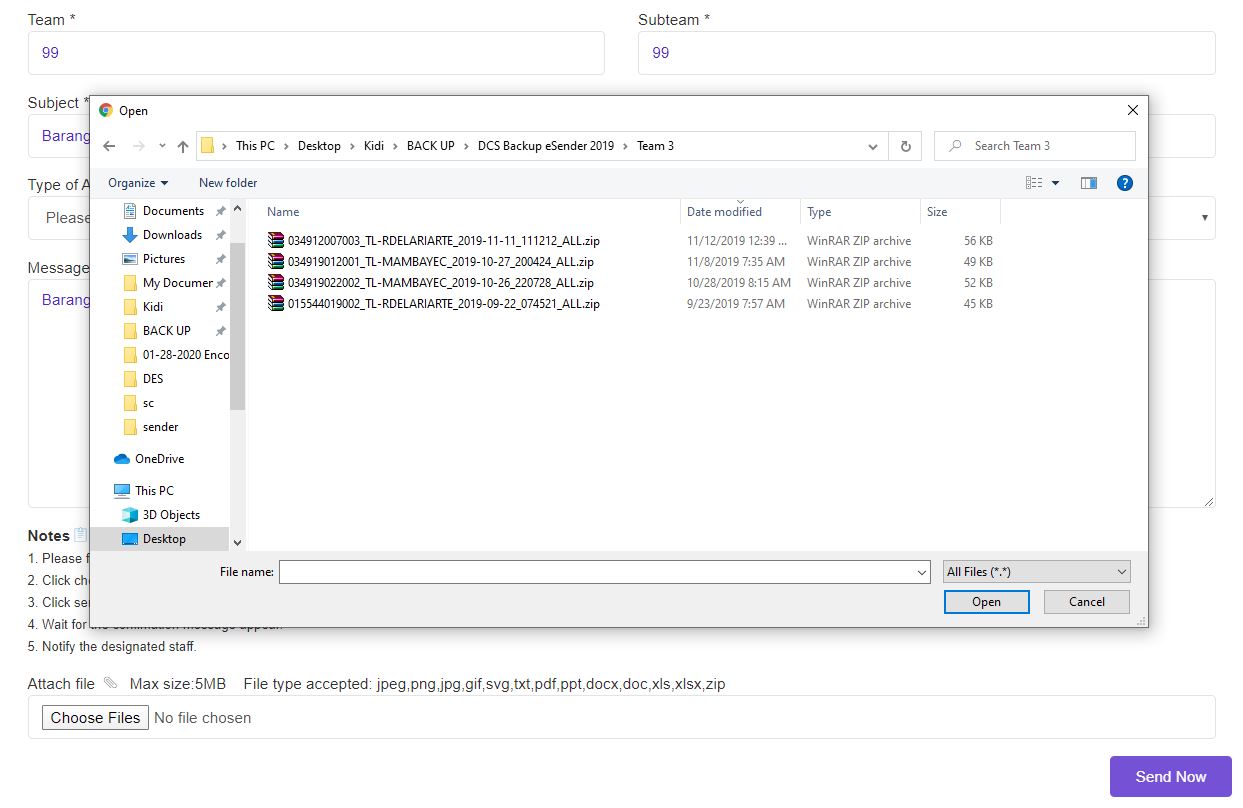 Team *
Subteam *
99
99
Subject *
Barang
Type of A
Please
Message
Barang
Open
This PC > Desktop > Kidi > BACK UP > DCS Backup eSender 2019 > Team 3
Search Team 3
Organize
New folder
Documents
Downloads
Pictures
My Documer
Kidi
BACK UP
01-28-2020 Enco
DES
sc
sender
OneDrive
This PC
3D Objects
Desktop
Name Date modified Type Size
034912007003_TL-RDELARIARTE_2019-11-11_111212_ALL.zip 11/12/2019 12:39 ... WinRAR ZIP archive 56 KB
034919012001_TL-MAMBAYEC_2019-10-27_200424_ALL.zip 11/8/2019 7:35 AM WinRAR ZIP archive 49 KB
034919022002_TL-MAMBAYEC_2019-10-26_220728_ALL.zip 10/28/2019 8:15 AM WinRAR ZIP archive 52 KB
015544019002_TL-RDELARIARTE_2019-09-22_074521_ALL.zip 9/23/2019 7:57 AM WinRAR ZIP archive 45 KB
File name:
All Files (*.*)
Open
Cancel
Notes
1. Please f
2. Click ch
3. Click se
4. Wait for the confirmation message appear.
5. Notify the designated staff.
Attach file Max size:5MB File type accepted: jpeg,png,jpg,gif,svg,txt,pdf,ppt,docx,doc,xls,xlsx,zip
Choose Files No file chosen
Send Now